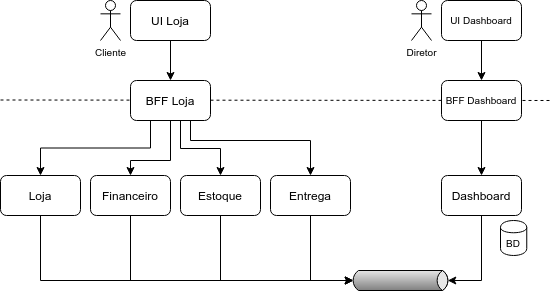 UI Loja
UI Dashboard
Cliente
Diretor
BFF Loja
BFF Dashboard
Loja
Financeiro
Estoque
Entrega
Dashboard
BD